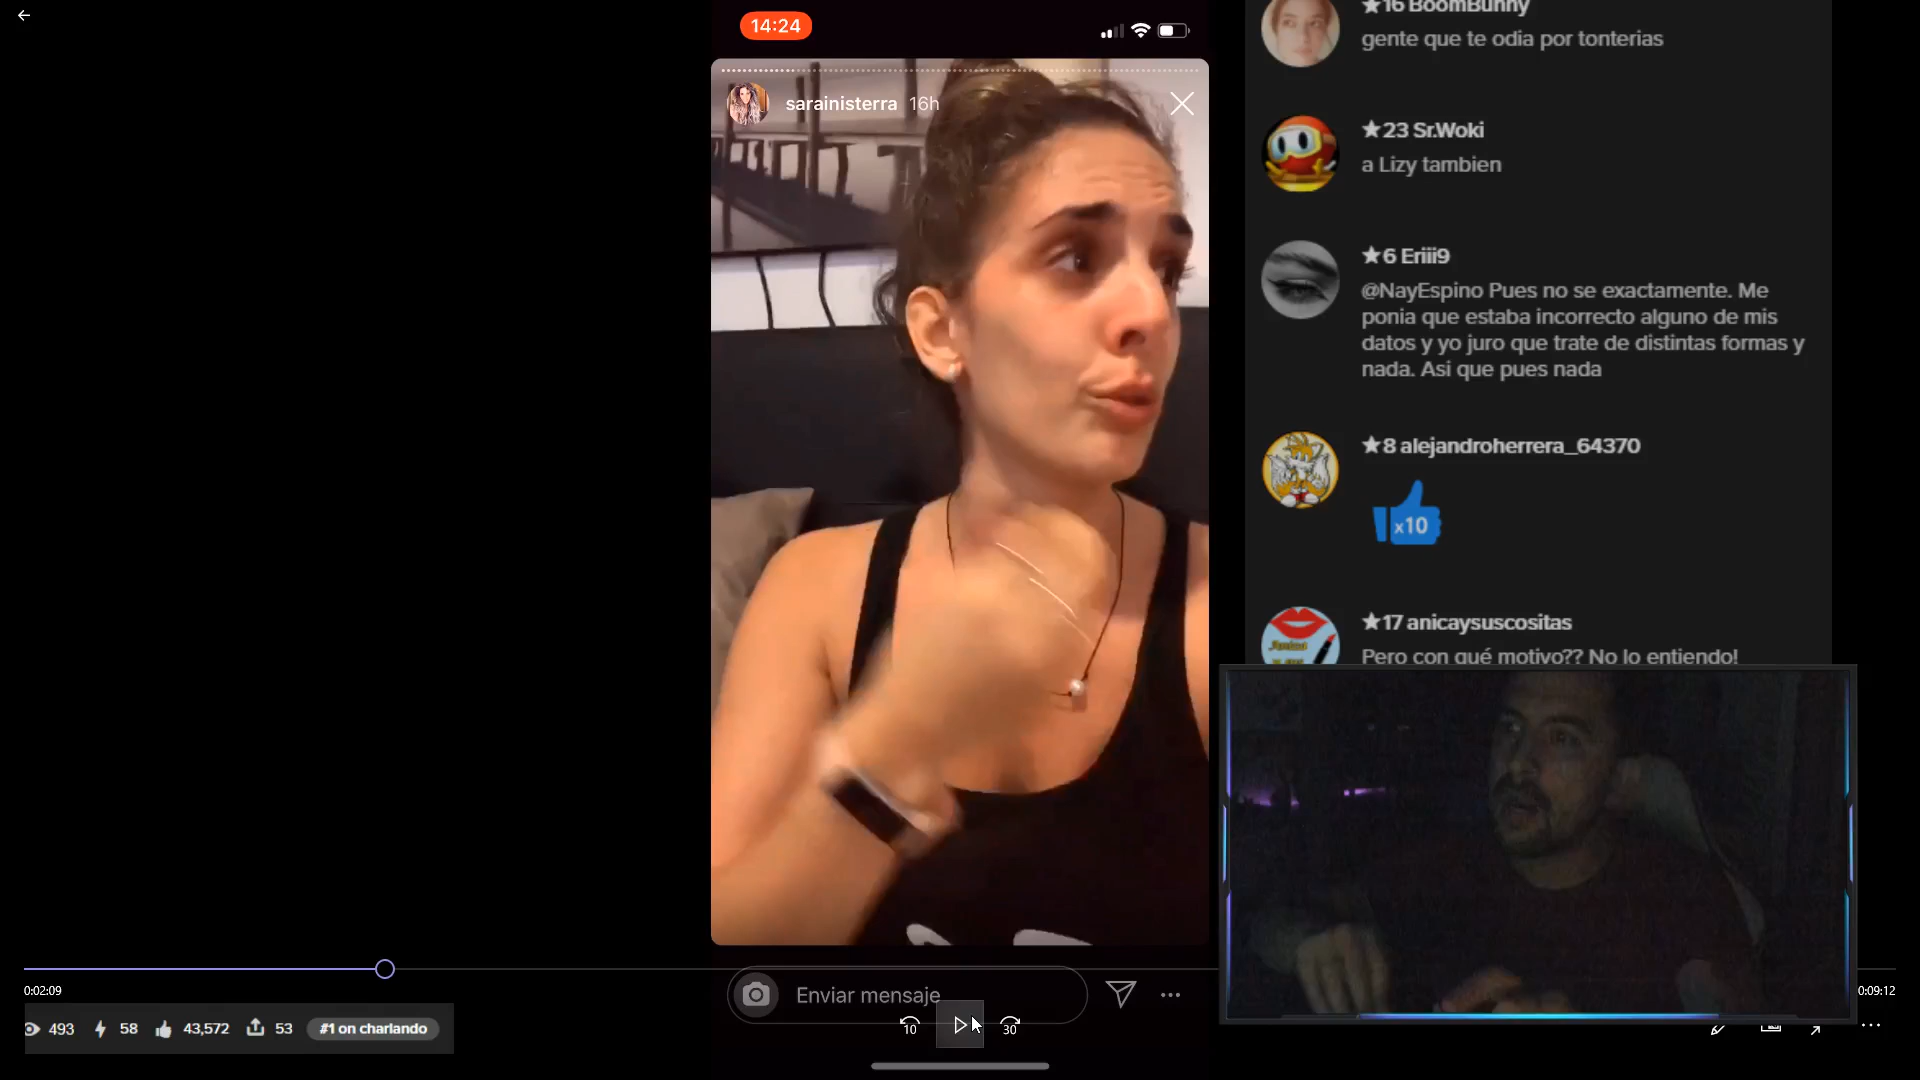 14:24
sarainisterra 16h
★16 BoomBunny
gente que te odia por tonterias
★23 Sr.Woki
a Lizy tambien
★6 Eriii9
@NayEspino Pues no se exactamente. Me
ponia que estaba incorrecto alguno de mis
datos y yo juro que trate de distintas formas y
nada. Asi que pues nada
★8 alejandroherrera_64370
x10
★17 anicaysuscositas
Pero con qué motivo?? No lo entiendo!
0:02:09
0:09:12
Enviar mensaje
493 58 43,572 53 #1 on charlando
10 30